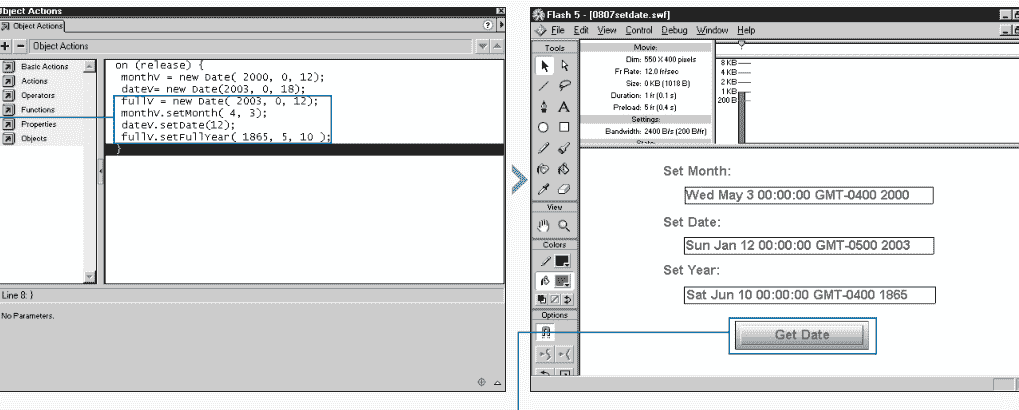 Object Actions
Object Actions
Object Actions
Basic Actions
Actions
Operators
Functions
Properties
Objects
on (release) {
monthV = new Date( 2000, 0, 12);
dateV= new Date(2003, 0, 18);
fullV = new Date( 2003, 0, 12);
monthV.setMonth( 4, 3);
dateV.setDate(12);
fullV.setFullYear( 1865, 5, 10 );
}
Line 8: }
No Parameters.
Flash 5 - [0807setdate.swf]
File Edit View Control Debug Window Help
Tools
View
Colors
Options
Movie:
Dim: 550 X 400 pixels
Fr Rate: 12.0 fr/sec
Size: 0 KB (1018 B)
Duration: 1 fr (0.1 s)
Preload: 5 fr (0.4 s)
Settings:
Bandwidth: 2400 B/s (200 B/fr)
8 KB
4 KB
2 KB
1 KB
200 B
Set Month:
Wed May 3 00:00:00 GMT-0400 2000
Set Date:
Sun Jan 12 00:00:00 GMT-0500 2003
Set Year:
Sat Jun 10 00:00:00 GMT-0400 1865
Get Date